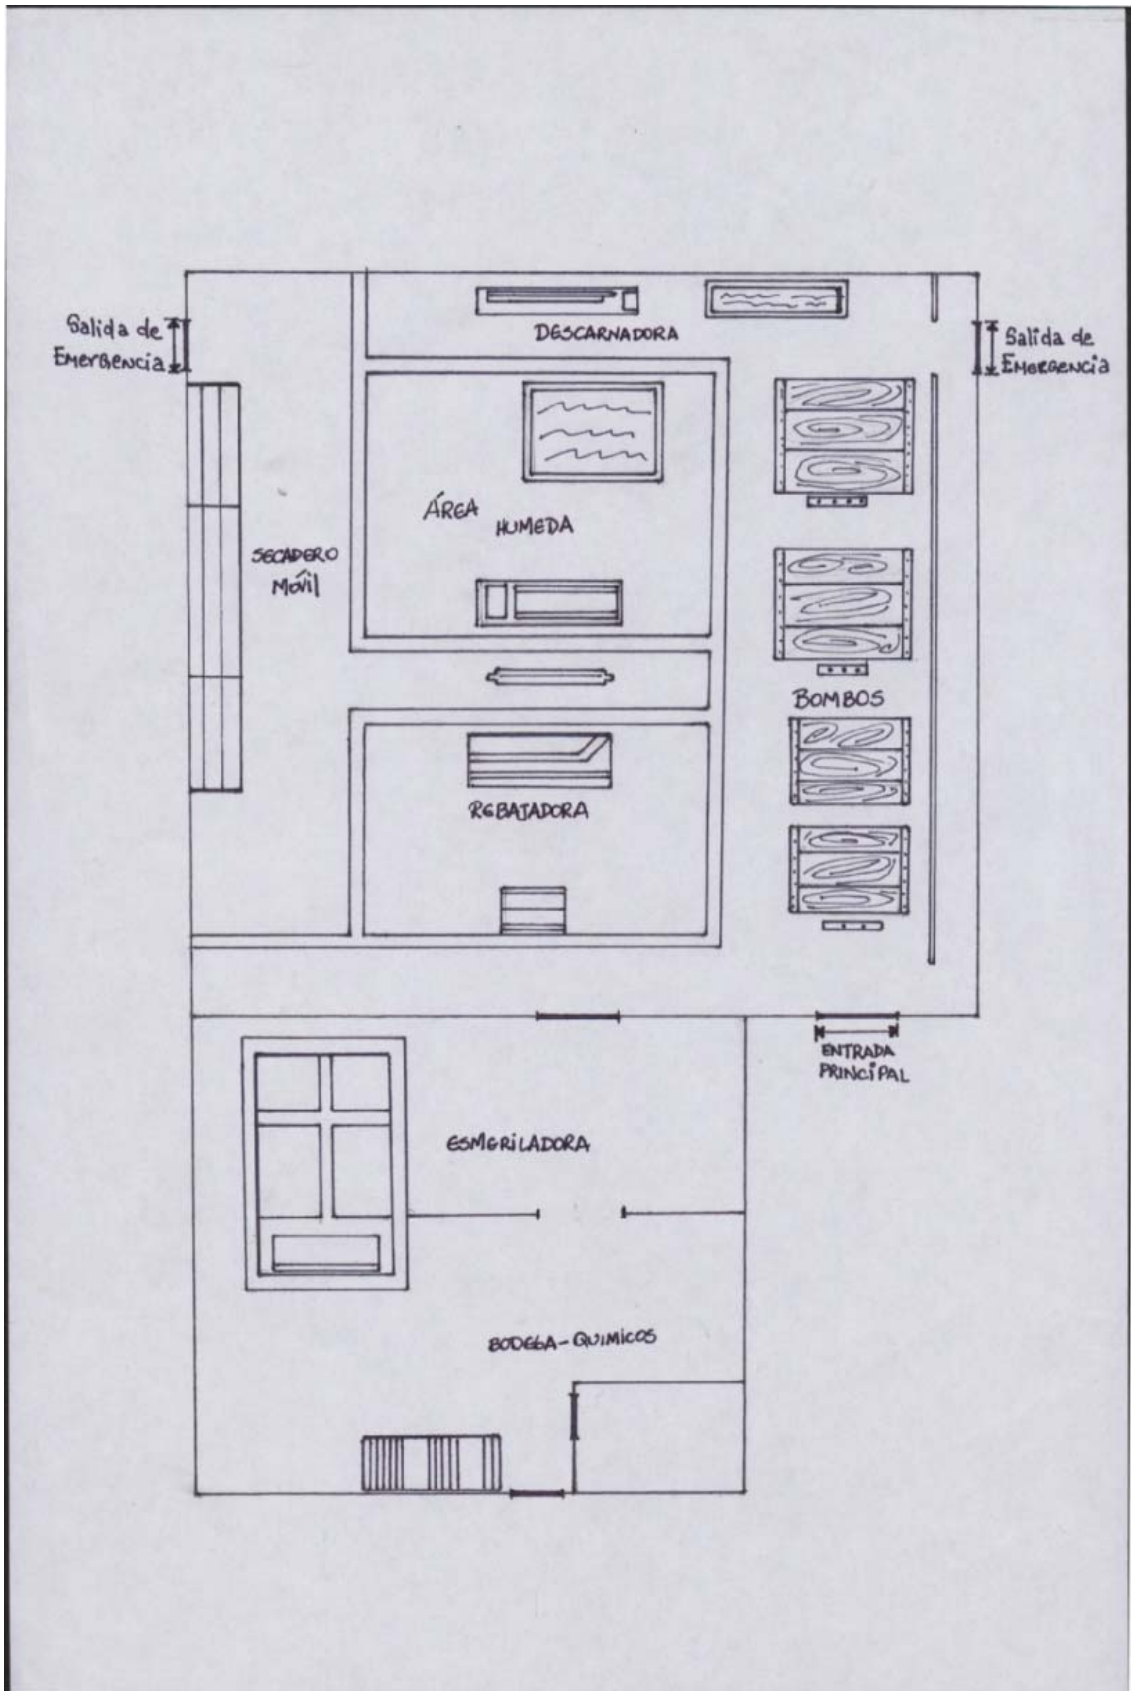 DESCARNADORA
Salida de
EMERGENCIA
Salida de
EMERGENCIA
ÁREA
HUMEDA
SECADERO
MÓVIL
BOMBOS
REBAJADORA
ENTRADA
PRINCIPAL
ESMERILADORA
BODEGA-QUIMICOS